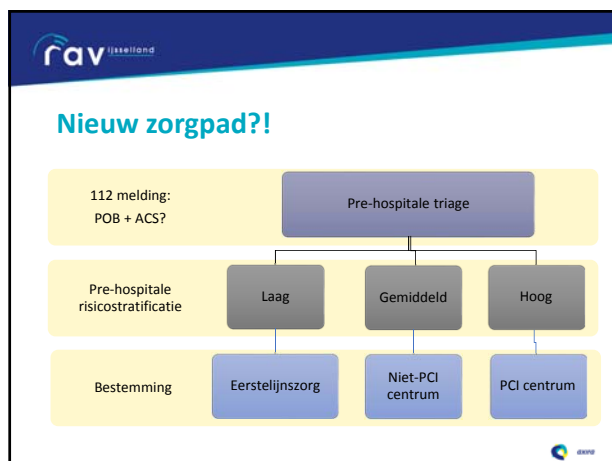 rav ijsselland
Nieuw zorgpad?!
112 melding:
POB + ACS?
Pre-hospitale triage
Pre-hospitale
risicostratificatie
Laag
Gemiddeld
Hoog
Bestemming
Eerstelijnszorg
Niet-PCI
centrum
PCI centrum
axira